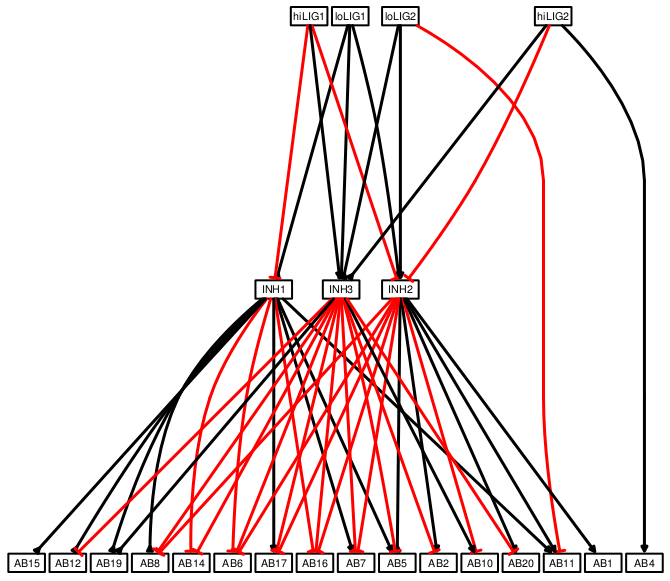 hiLIG1 loLIG1 loLIG2 hiLIG2
INH1 INH3 INH2
AB15 AB12 AB19 AB8 AB14 AB6 AB17 AB16 AB7 AB5 AB2 AB10 AB20 AB11 AB1 AB4